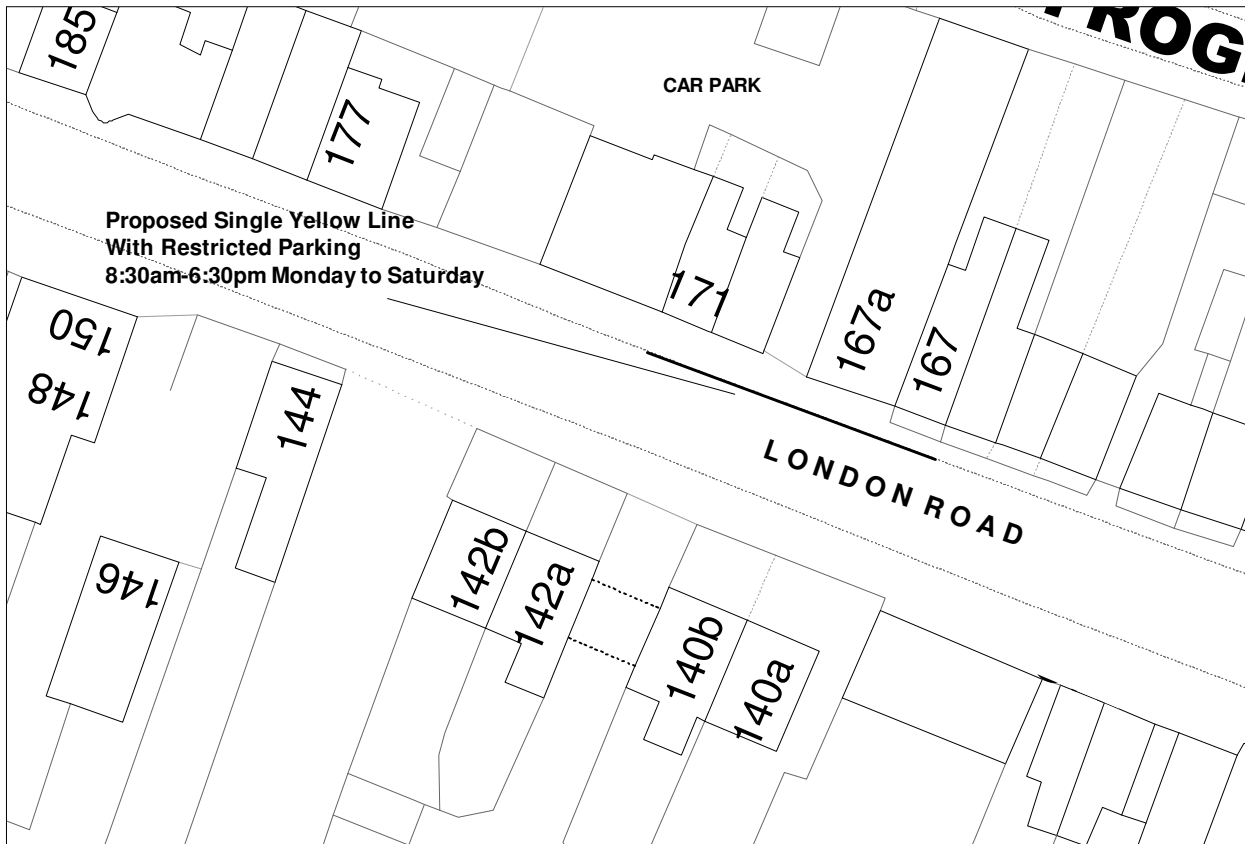 185
ROG
CAR PARK
177
Proposed Single Yellow Line
With Restricted Parking
8:30am-6:30pm Monday to Saturday
171
167a
167
150
148
144
LONDON ROAD
142b
142a
146
140b
140a